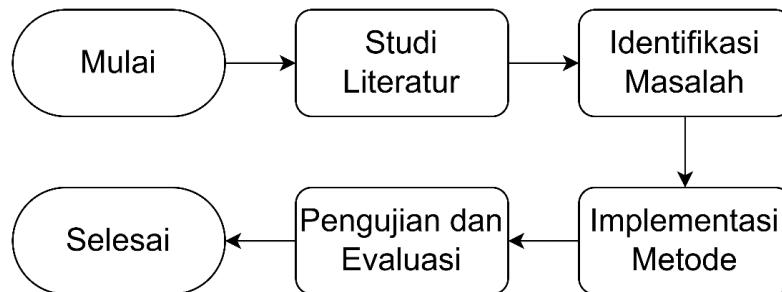 Mulai
Studi
Literatur
Identifikasi
Masalah
Implementasi
Metode
Pengujian dan
Evaluasi
Selesai